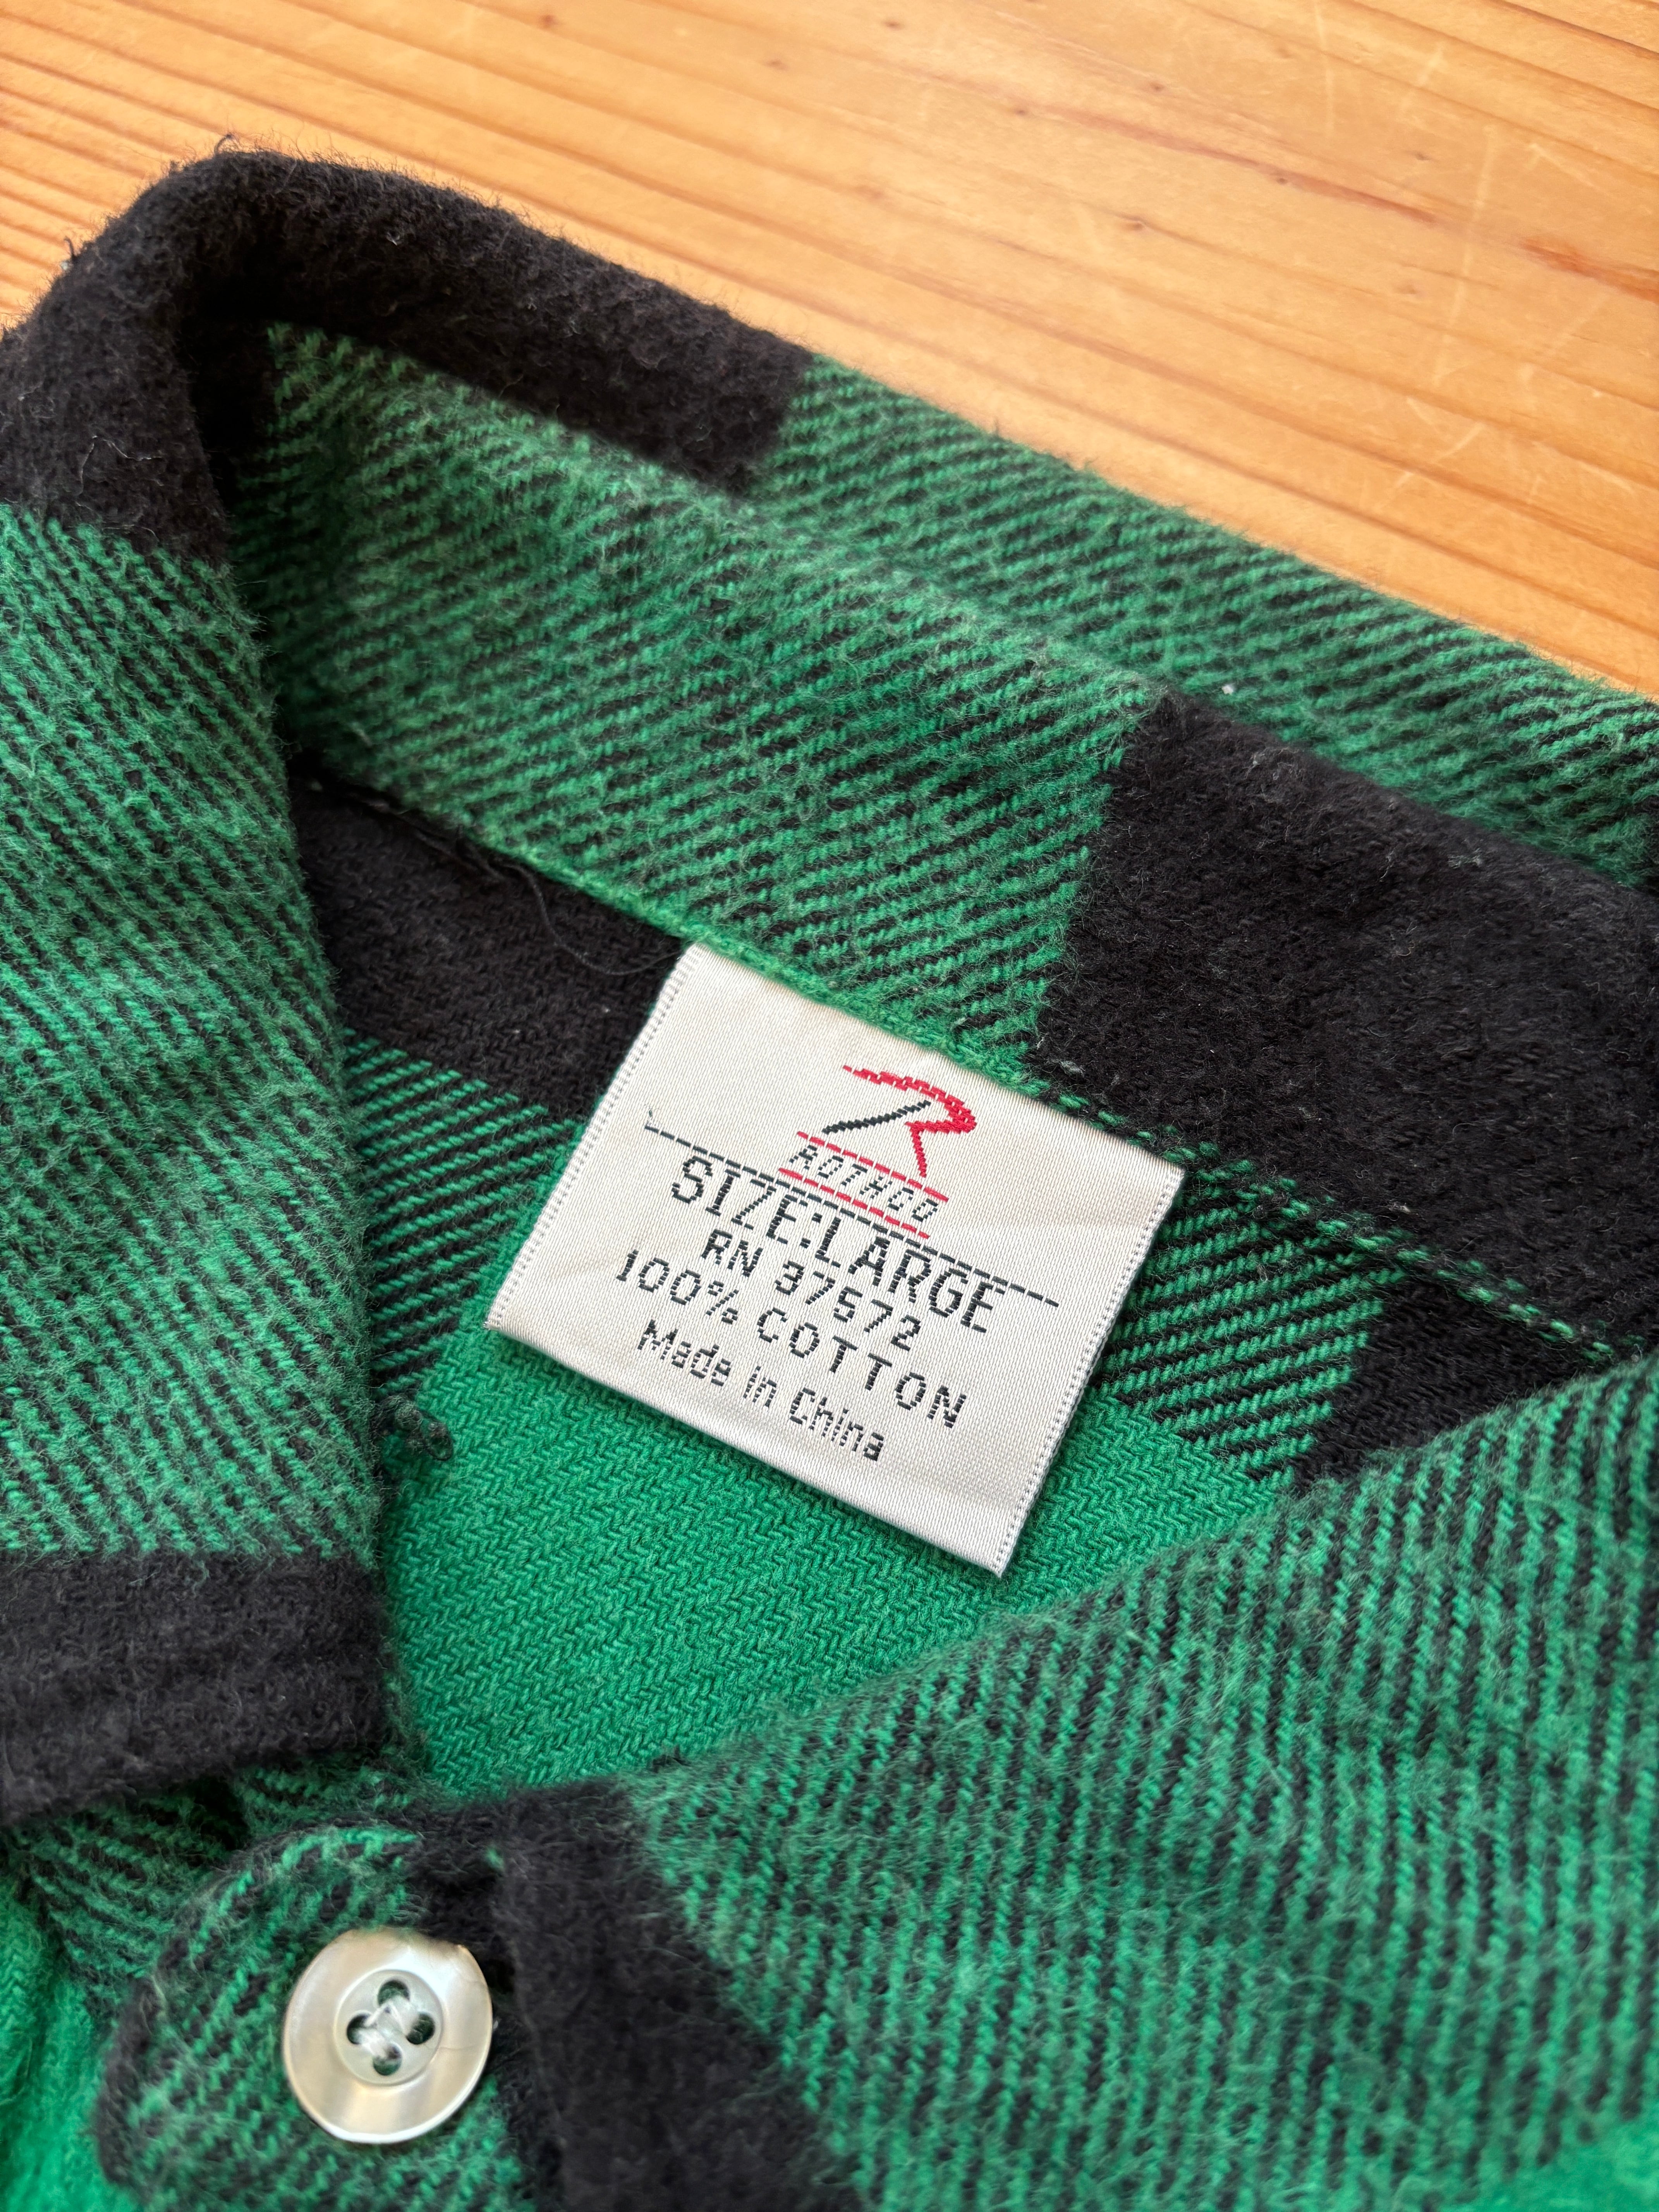 R
ROTHCO
SIZE:LARGE
RN 37572
100% COTTON
Made in China